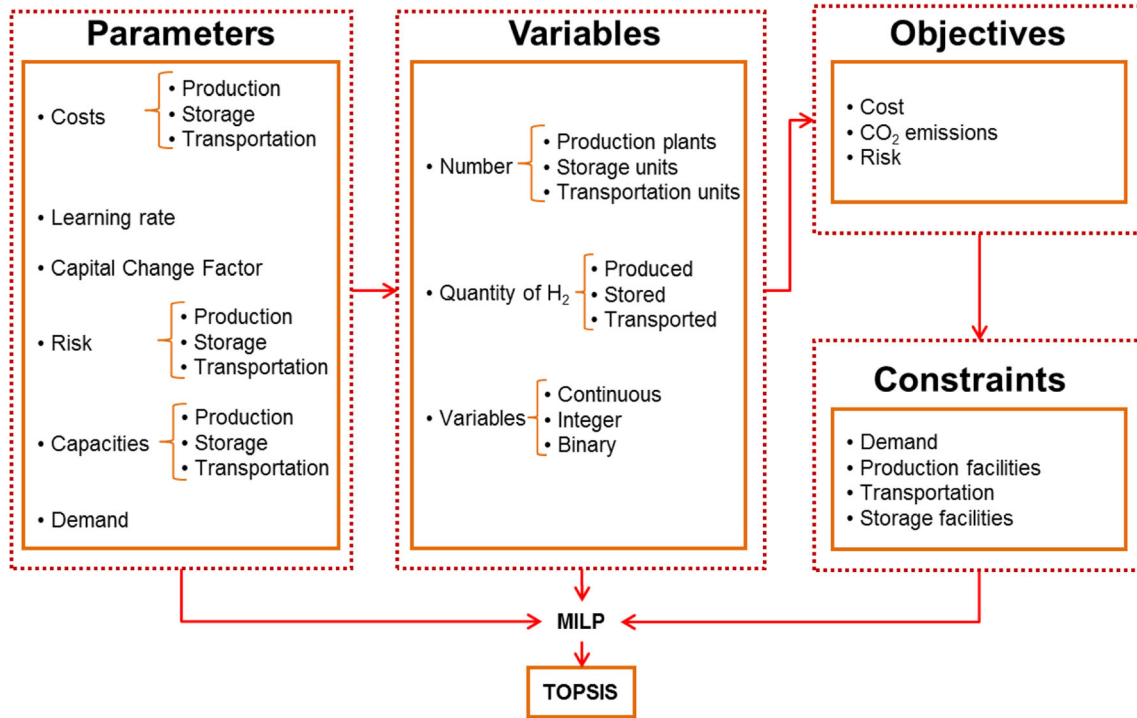 Parameters
• Costs
• Production
• Storage
• Transportation
• Learning rate
• Capital Change Factor
• Risk
• Production
• Storage
• Transportation
• Capacities
• Production
• Storage
• Transportation
• Demand
Variables
• Number
• Production plants
• Storage units
• Transportation units
• Quantity of H₂
• Produced
• Stored
• Transported
• Variables
• Continuous
• Integer
• Binary
Objectives
• Cost
• CO₂ emissions
• Risk
Constraints
• Demand
• Production facilities
• Transportation
• Storage facilities
MILP
TOPSIS